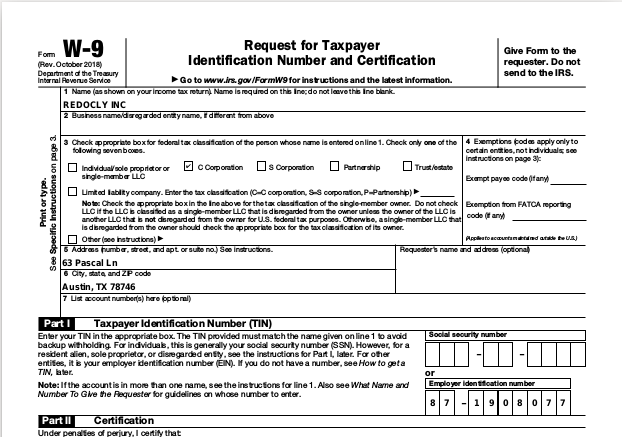 Form W-9
(Rev. October 2018)
Department of the Treasury
Internal Revenue Service
Request for Taxpayer
Identification Number and Certification
▶ Go to www.irs.gov/FormW9 for instructions and the latest information.
Give Form to the
requester. Do not
send to the IRS.
Print or type.
See Specific Instructions on page 3.
1 Name (as shown on your income tax return). Name is required on this line; do not leave this line blank.
REDOCLY INC
2 Business name/disregarded entity name, if different from above
3 Check appropriate box for federal tax classification of the person whose name is entered on line 1. Check only one of the
following seven boxes.
Individual/sole proprietor or
single-member LLC
✓ C Corporation
S Corporation
Partnership
Trust/estate
Limited liability company. Enter the tax classification (C=C corporation, S=S corporation, P=Partnership) ▶
Note: Check the appropriate box in the line above for the tax classification of the single-member owner. Do not check
LLC if the LLC is classified as a single-member LLC that is disregarded from the owner unless the owner of the LLC is
another LLC that is not disregarded from the owner for U.S. federal tax purposes. Otherwise, a single-member LLC that
is disregarded from the owner should check the appropriate box for the tax classification of its owner.
Other (see instructions) ▶
4 Exemptions (codes apply only to
certain entities, not individuals; see
instructions on page 3):
Exempt payee code (if any)
Exemption from FATCA reporting
code (if any)
(Applies to accounts maintained outside the U.S.)
5 Address (number, street, and apt. or suite no.) See instructions.
63 Pascal Ln
Requester's name and address (optional)
6 City, state, and ZIP code
Austin, TX 78746
7 List account number(s) here (optional)
Part I Taxpayer Identification Number (TIN)
Enter your TIN in the appropriate box. The TIN provided must match the name given on line 1 to avoid
backup withholding. For individuals, this is generally your social security number (SSN). However, for a
resident alien, sole proprietor, or disregarded entity, see the instructions for Part I, later. For other
entities, it is your employer identification number (EIN). If you do not have a number, see How to get a
TIN, later.
Note: If the account is in more than one name, see the instructions for line 1. Also see What Name and
Number To Give the Requester for guidelines on whose number to enter.
Social security number
– –
or
Employer identification number
8 7 – 1 9 0 8 0 7 7
Part II Certification
Under penalties of perjury, I certify that: